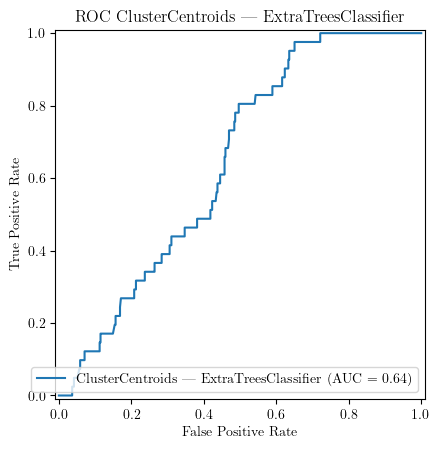 ROC ClusterCentroids — ExtraTreesClassifier
1.0
0.8
0.6
0.4
0.2
0.0
True Positive Rate
ClusterCentroids — ExtraTreesClassifier (AUC = 0.64)
0.0 0.2 0.4 0.6 0.8 1.0
False Positive Rate